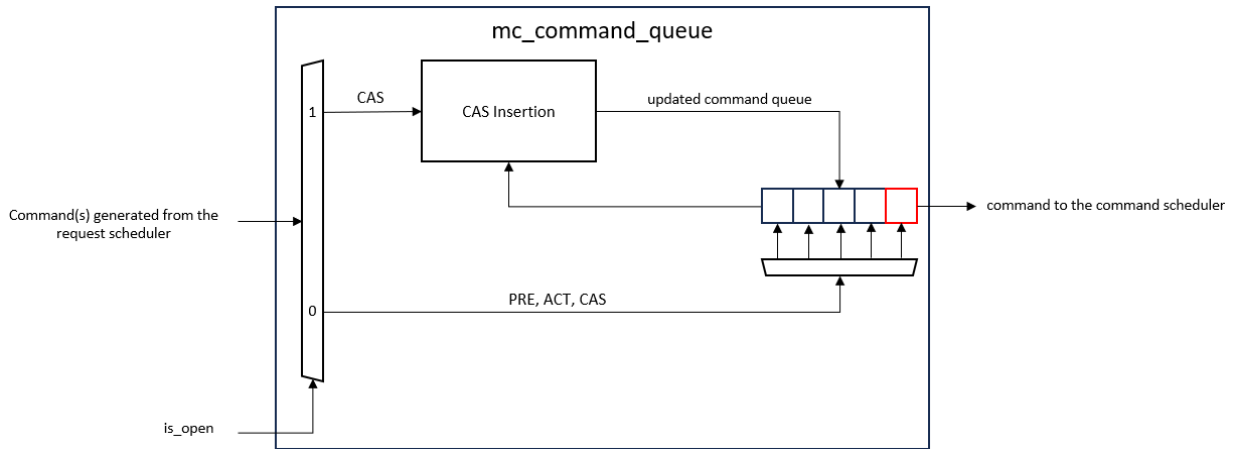 mc_command_queue
CAS
1
CAS Insertion
updated command queue
Command(s) generated from the
request scheduler
command to the command scheduler
PRE, ACT, CAS
0
is_open